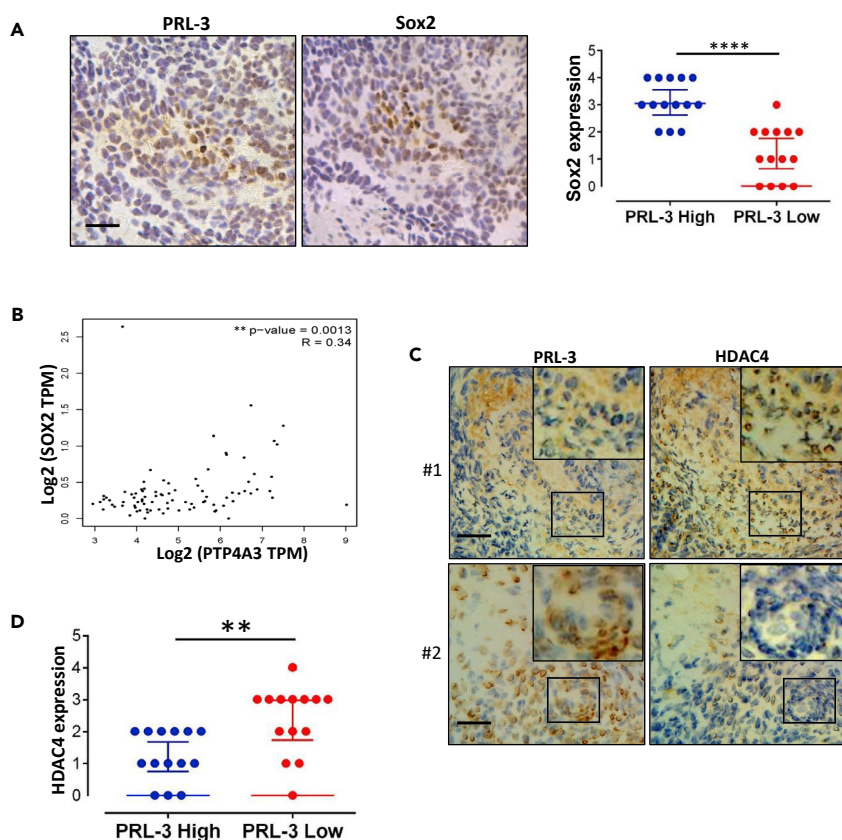 A
PRL-3
Sox2
****
Sox2 expression
5
4
3
2
1
0
PRL-3 High
PRL-3 Low
B
** p-value = 0.0013
R = 0.34
Log2 (SOX2 TPM)
2.5
2.0
1.5
1.0
0.5
0.0
3
4
5
6
7
8
9
Log2 (PTP4A3 TPM)
C
PRL-3
HDAC4
#1
#2
D
**
HDAC4 expression
5
4
3
2
1
0
PRL-3 High
PRL-3 Low